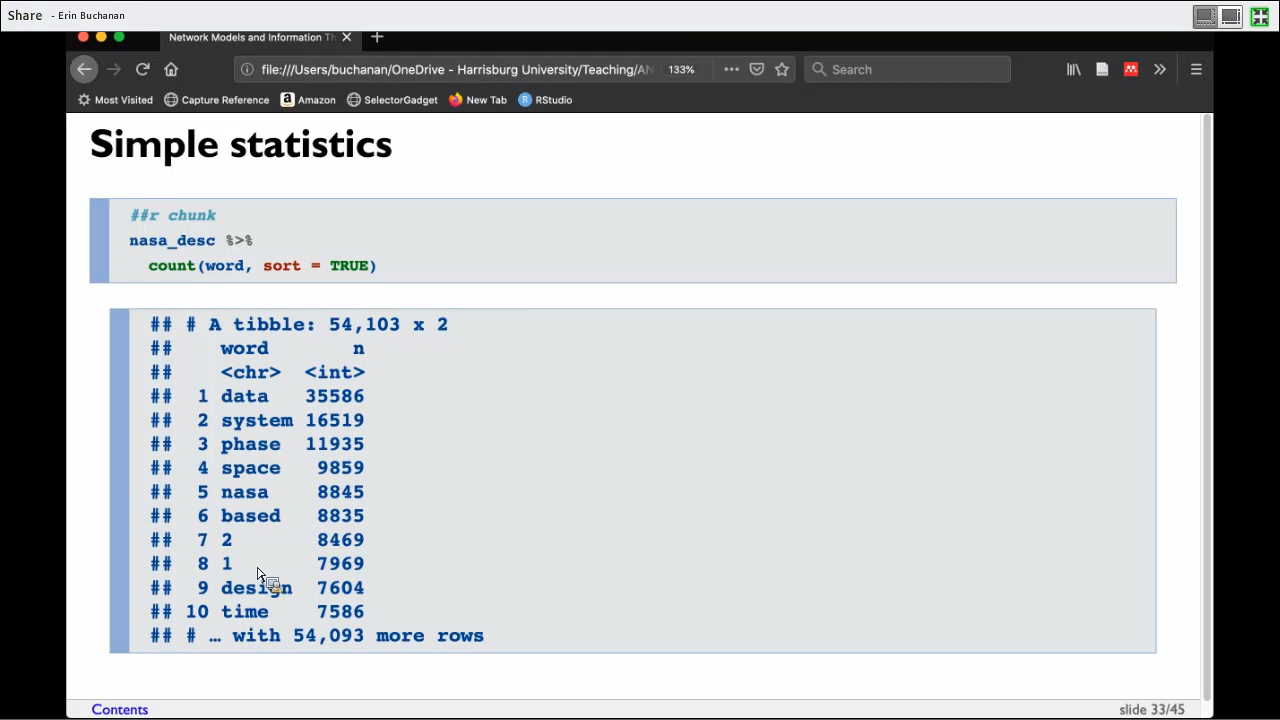 Share - Erin Buchanan
Network Models and Information Th
file:///Users/buchanan/OneDrive - Harrisburg University/Teaching/AN 133% Search
Most Visited Capture Reference Amazon SelectorGadget New Tab RStudio
Simple statistics
##r chunk
nasa_desc %>%
count(word, sort = TRUE)
## # A tibble: 54,103 x 2
## word n
## <chr> <int>
## 1 data 35586
## 2 system 16519
## 3 phase 11935
## 4 space 9859
## 5 nasa 8845
## 6 based 8835
## 7 2 8469
## 8 1 7969
## 9 design 7604
## 10 time 7586
## # … with 54,093 more rows
Contents slide 33/45